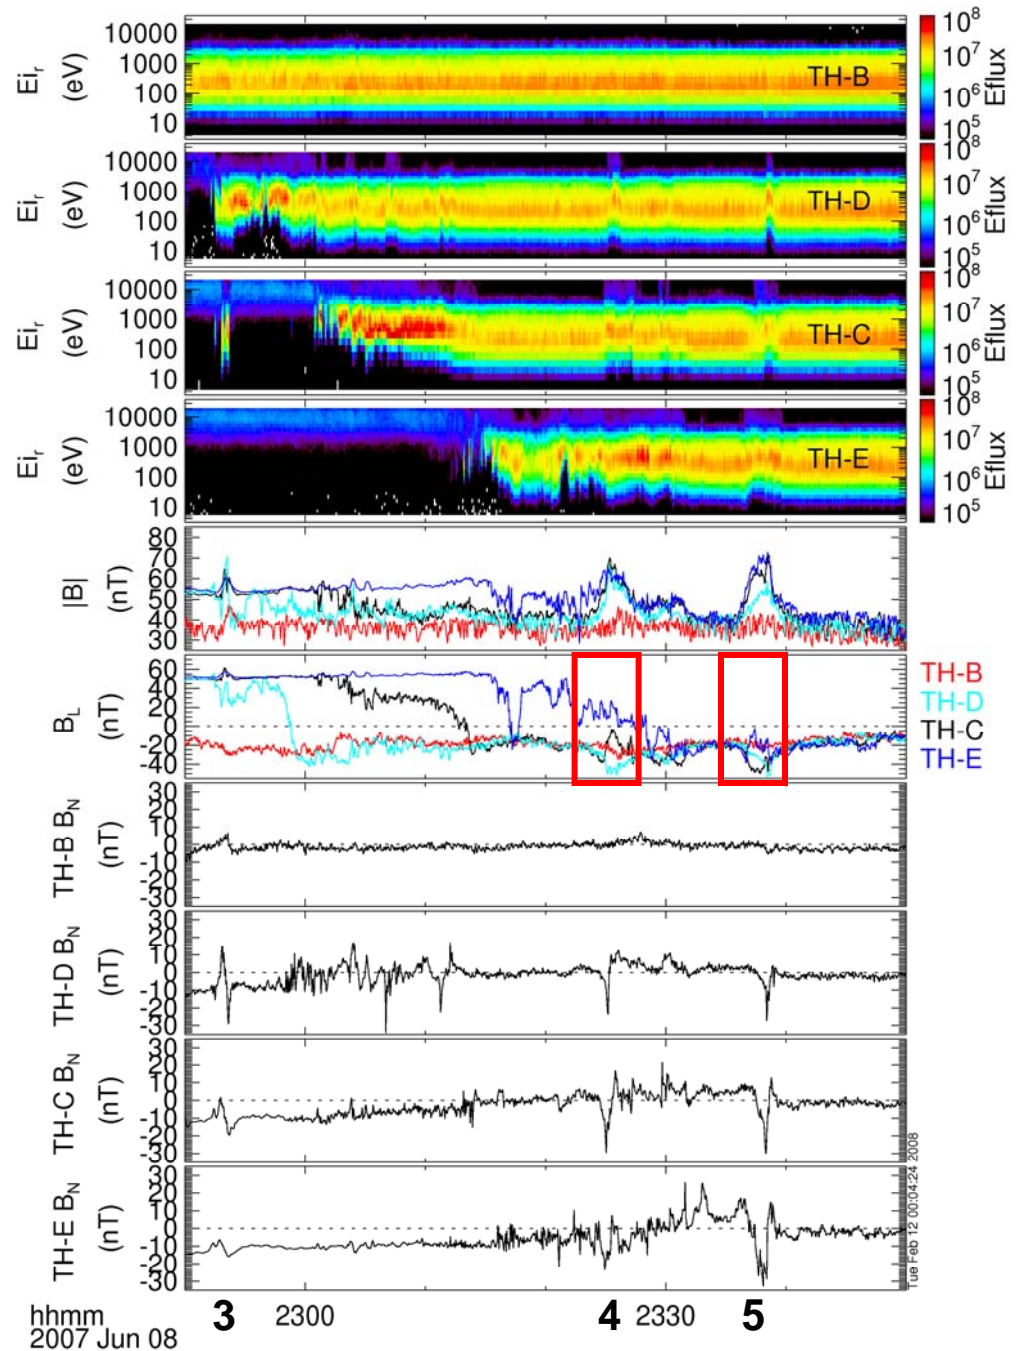 10000
1000
100
10
Ei_r
(eV)
TH-B
10^8
10^7
10^6
10^5
Eflux
10000
1000
100
10
Ei_r
(eV)
TH-D
10^8
10^7
10^6
10^5
Eflux
10000
1000
100
10
Ei_r
(eV)
TH-C
10^8
10^7
10^6
10^5
Eflux
10000
1000
100
10
Ei_r
(eV)
TH-E
10^8
10^7
10^6
10^5
Eflux
80
70
60
50
40
30
|B|
(nT)
60
40
20
0
-20
-40
B_L
(nT)
TH-B
TH-D
TH-C
TH-E
30
20
10
0
-10
-20
-30
TH-B B_N
(nT)
30
20
10
0
-10
-20
-30
TH-D B_N
(nT)
30
20
10
0
-10
-20
-30
TH-C B_N
(nT)
30
20
10
0
-10
-20
-30
TH-E B_N
(nT)
Tue Feb 12 00:04:24 2008
hhmm 3 2300 4 2330 5
2007 Jun 08